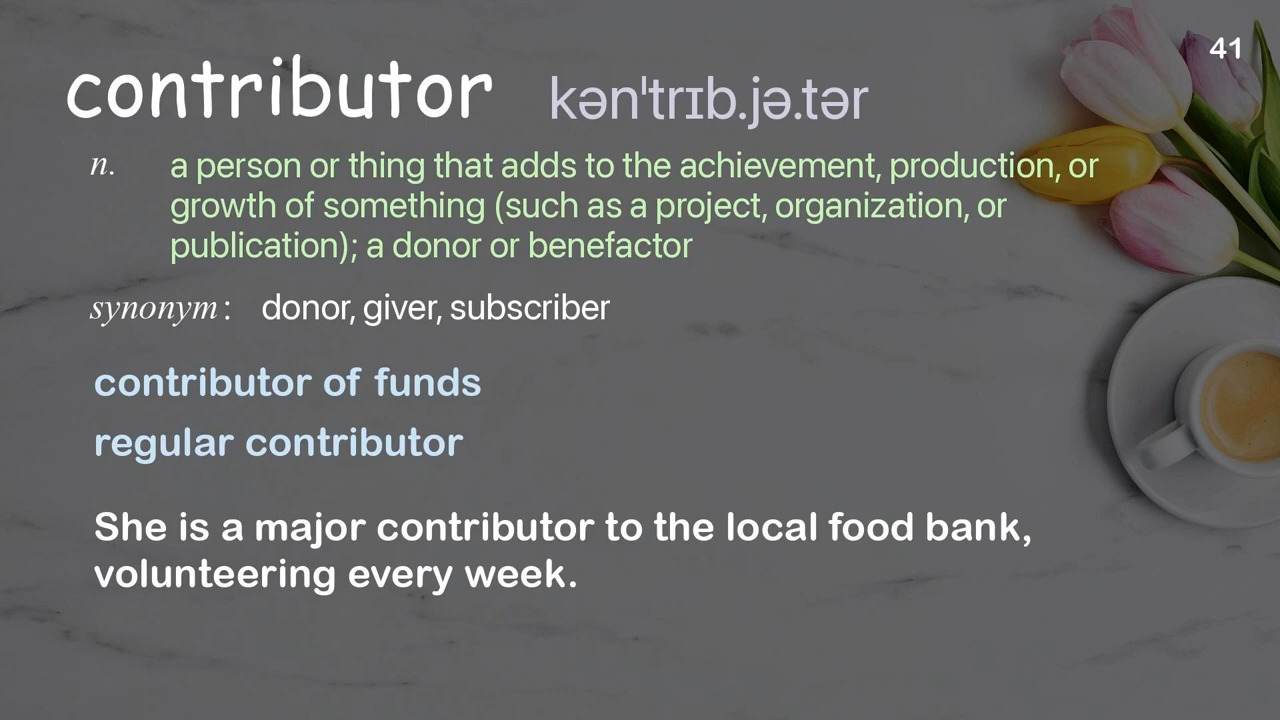 41
contributor kən'trɪb.jə.tər
n. a person or thing that adds to the achievement, production, or
growth of something (such as a project, organization, or
publication); a donor or benefactor
synonym: donor, giver, subscriber
contributor of funds
regular contributor
She is a major contributor to the local food bank,
volunteering every week.